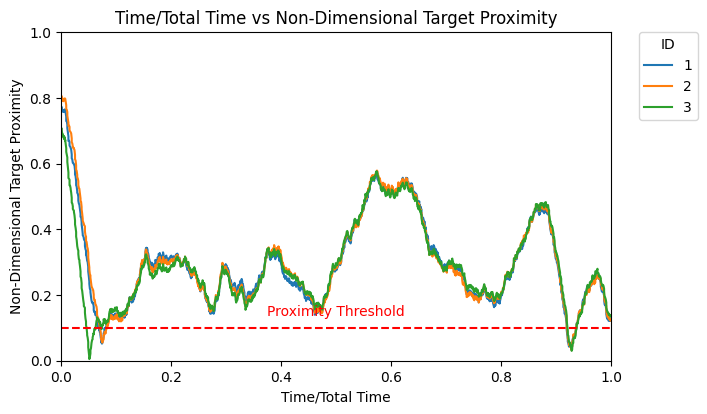 Time/Total Time vs Non-Dimensional Target Proximity
Non-Dimensional Target Proximity
1.0
0.8
0.6
0.4
0.2
0.0
Proximity Threshold
0.0 0.2 0.4 0.6 0.8 1.0
Time/Total Time
ID
1
2
3